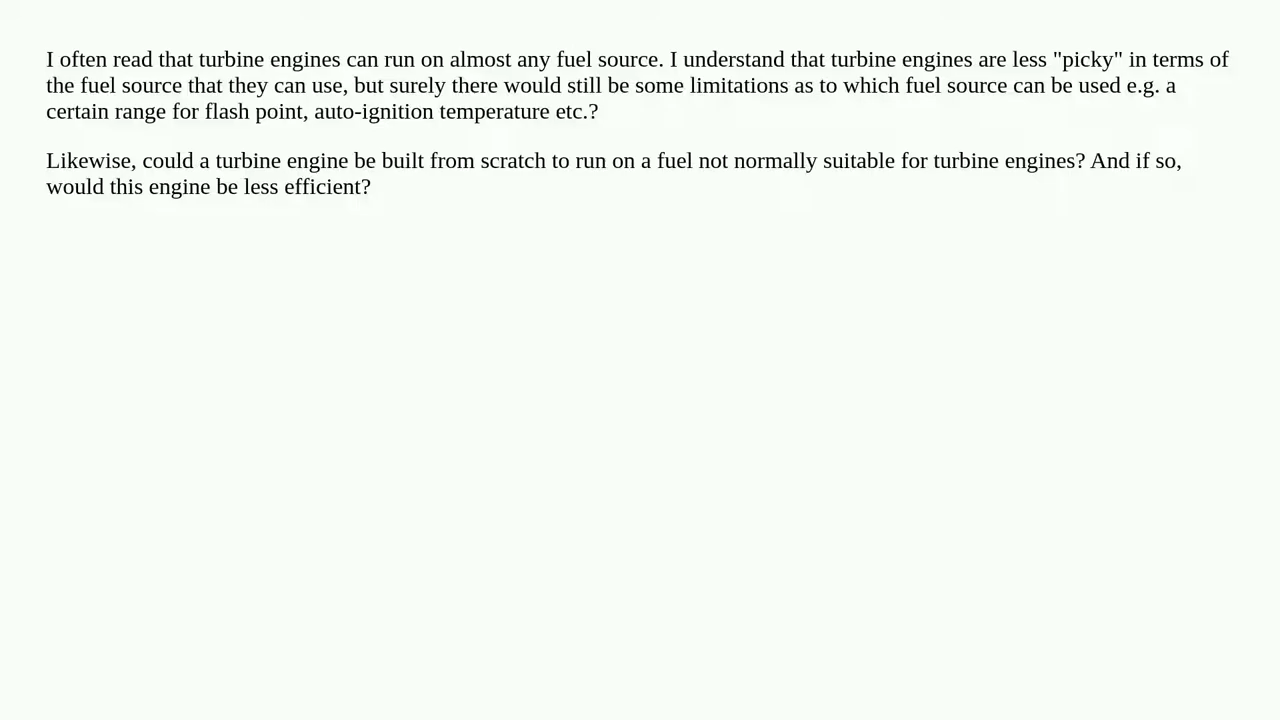 I often read that turbine engines can run on almost any fuel source. I understand that turbine engines are less "picky" in terms of
the fuel source that they can use, but surely there would still be some limitations as to which fuel source can be used e.g. a
certain range for flash point, auto-ignition temperature etc.?
Likewise, could a turbine engine be built from scratch to run on a fuel not normally suitable for turbine engines? And if so,
would this engine be less efficient?